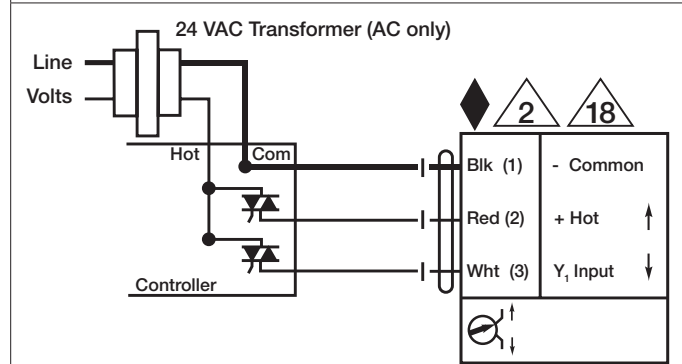 24 VAC Transformer (AC only)
Line
Volts
2 18
Hot Com
Blk (1) - Common
Red (2) + Hot
Wht (3) Y₁ Input
Controller